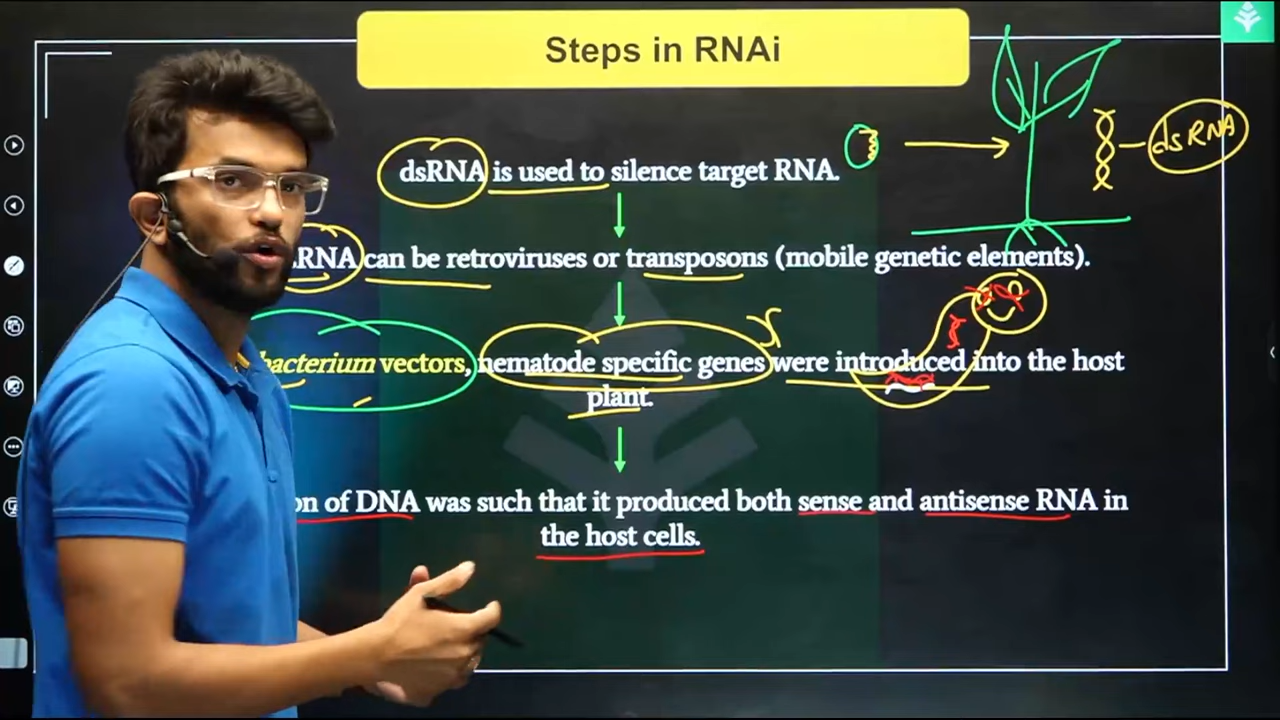 Steps in RNAi
dsRNA is used to silence target RNA.
dsRNA
RNA can be retroviruses or transposons (mobile genetic elements).
bacterium vectors, nematode specific genes were introduced into the host
plant.
on of DNA was such that it produced both sense and antisense RNA in
the host cells.